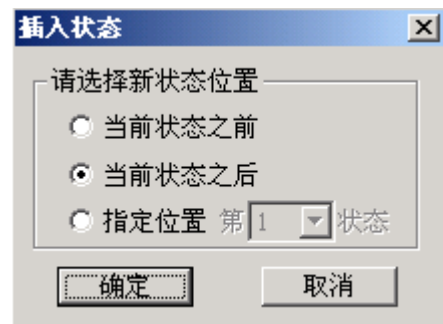 插入状态
请选择新状态位置
当前状态之前
当前状态之后
指定位置 第 1 状态
确定 取消